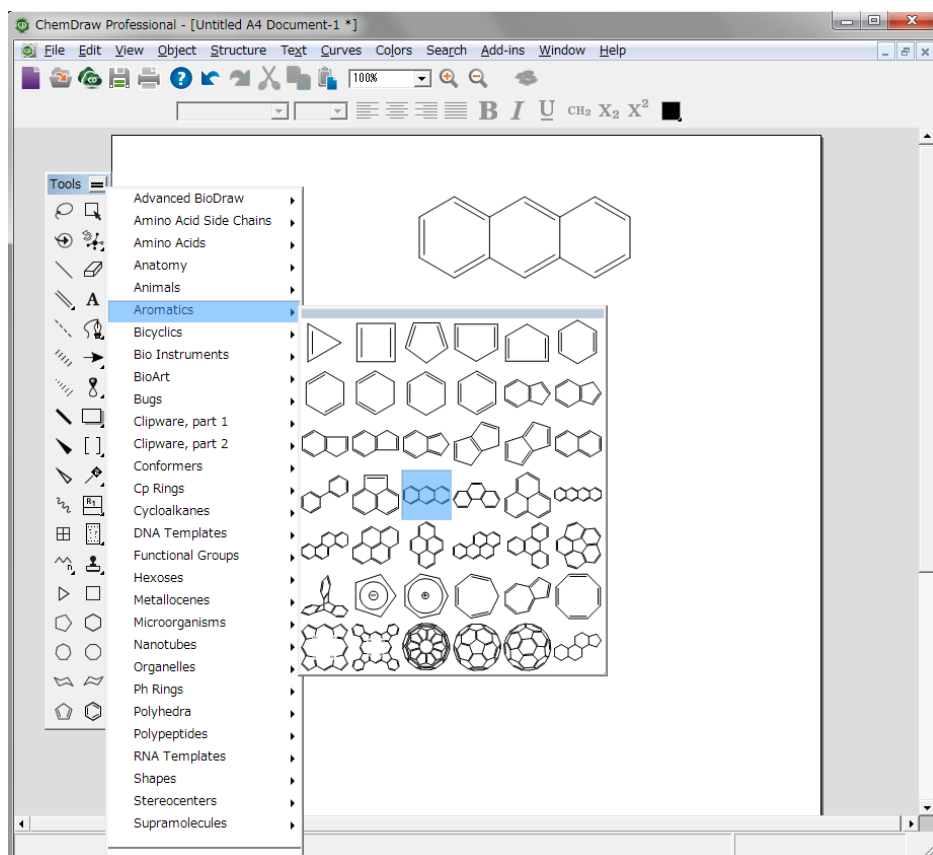 ChemDraw Professional - [Untitled A4 Document-1 *]
File Edit View Object Structure Text Curves Colors Search Add-ins Window Help
100%
B I U CH₂ X₂ X²
Tools
A
R₁
n
Advanced BioDraw
Amino Acid Side Chains
Amino Acids
Anatomy
Animals
Aromatics
Bicyclics
Bio Instruments
BioArt
Bugs
Clipware, part 1
Clipware, part 2
Conformers
Cp Rings
Cycloalkanes
DNA Templates
Functional Groups
Hexoses
Metallocenes
Microorganisms
Nanotubes
Organelles
Ph Rings
Polyhedra
Polypeptides
RNA Templates
Shapes
Stereocenters
Supramolecules